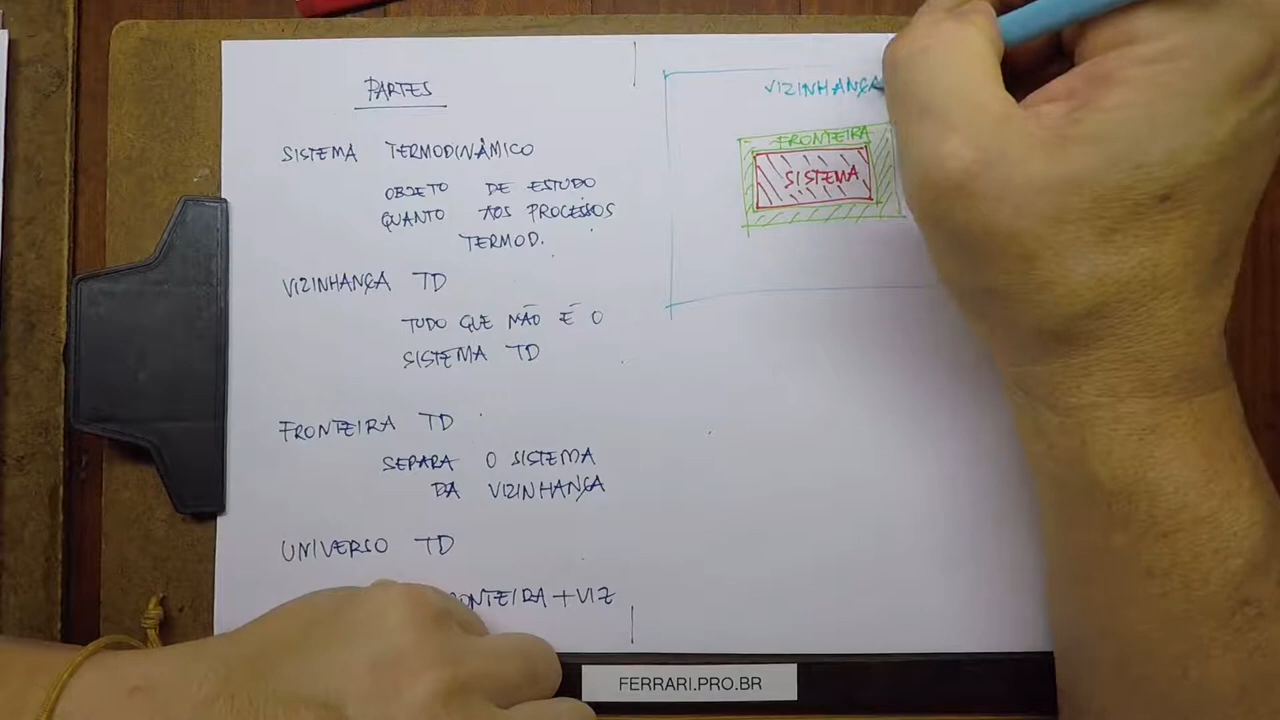 PARTES
SISTEMA TERMODINÂMICO
OBJETO DE ESTUDO
QUANTO AOS PROCESSOS
TERMOD.
VIZINHANÇA TD
TUDO QUE NÃO É O
SISTEMA TD
FRONTEIRA TD
SEPARA O SISTEMA
DA VIZINHANÇA
UNIVERSO TD
ONTEIRA + VIZ
VIZINHANÇA
FRONTEIRA
SISTEMA
FERRARI.PRO.BR